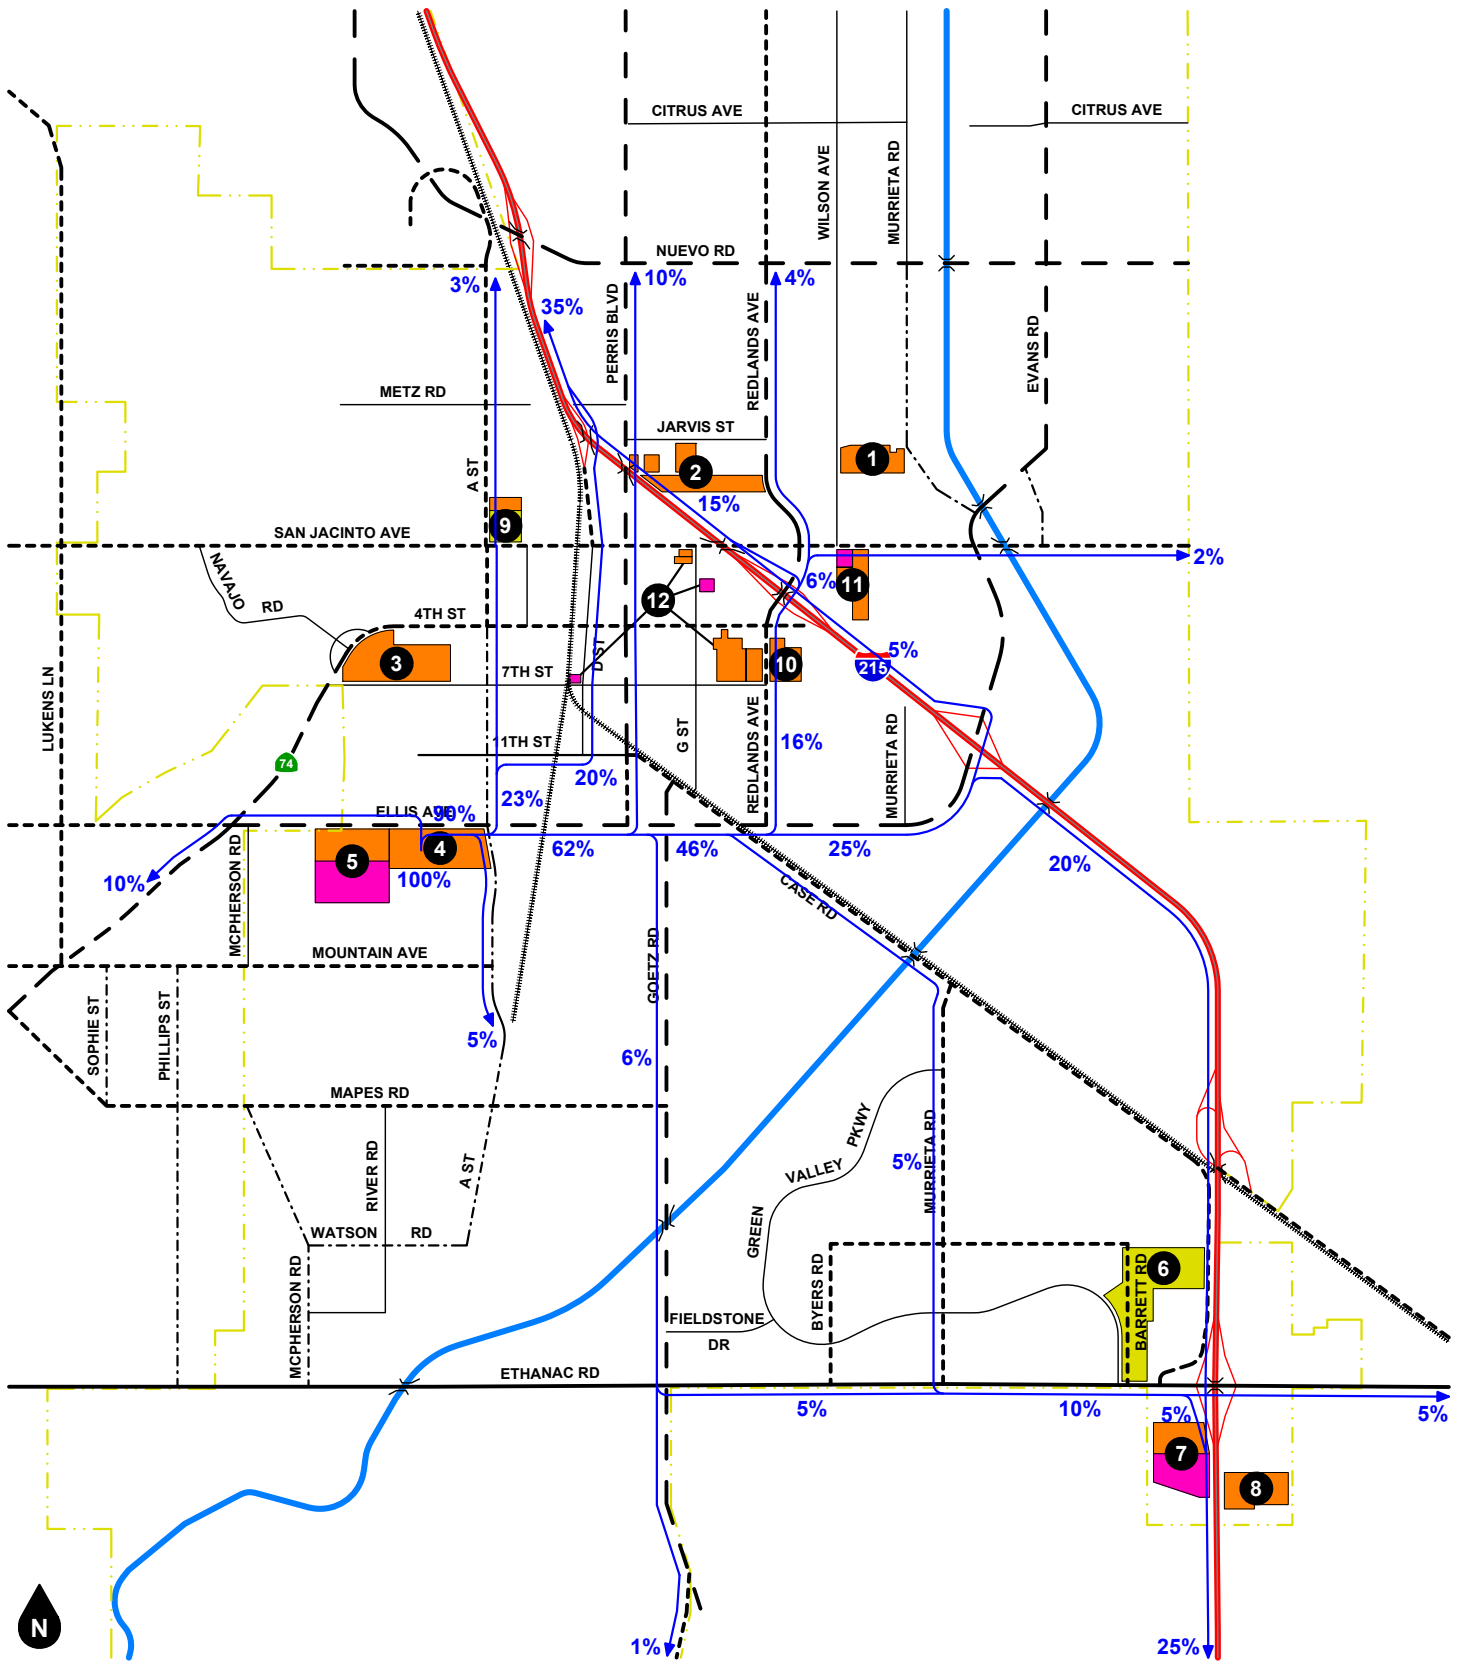 CITRUS AVE
CITRUS AVE
WILSON AVE
MURRIETA RD
NUEVO RD
3%
10%
4%
35%
PERRIS BLVD
REDLANDS AVE
EVANS RD
METZ RD
JARVIS ST
1
2
A ST
15%
9
SAN JACINTO AVE
2%
NAVAJO
RD
6%
11
12
4TH ST
D ST
5%
3
7TH ST
10
215
LUKENS LN
11TH ST
G ST
REDLANDS AVE
16%
MURRIETA RD
74
20%
23%
ELLIS AVE
90%
5
4
62%
46%
25%
20%
10%
100%
MCPHERSON RD
CASE RD
MOUNTAIN AVE
GOETZ RD
SOPHIE ST
PHILLIPS ST
5%
6%
MAPES RD
RIVER RD
A ST
VALLEY
PKWY
MURRIETA RD
5%
GREEN
WATSON
RD
MCPHERSON RD
BYERS RD
BARRETT RD
6
FIELDSTONE
DR
ETHANAC RD
5%
10%
5%
5%
7
8
N
1%
25%